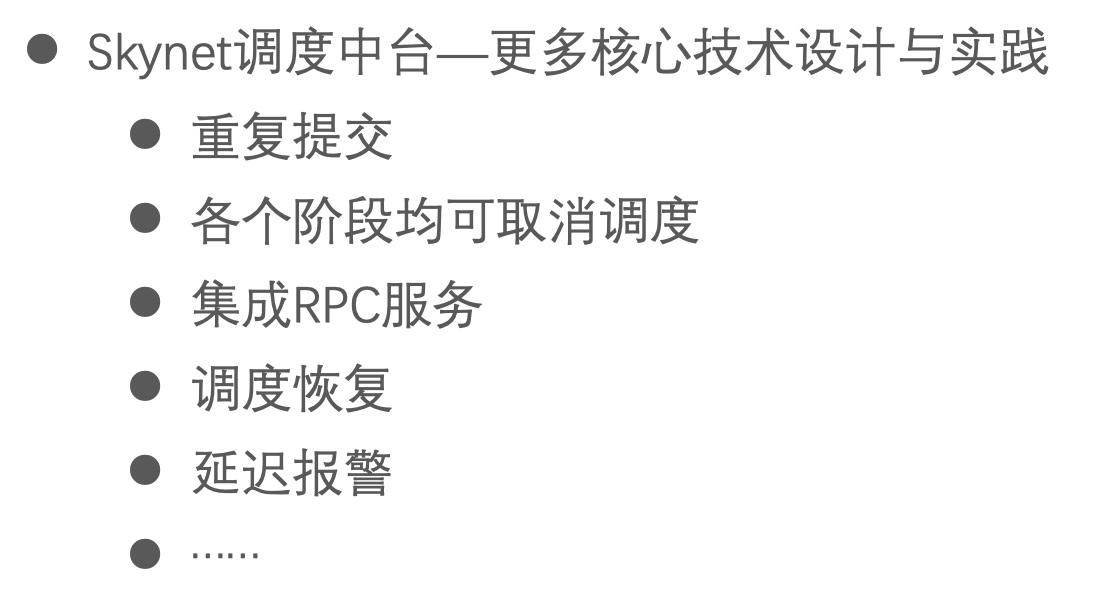 ● Skynet调度中台—更多核心技术设计与实践
● 重复提交
● 各个阶段均可取消调度
● 集成RPC服务
● 调度恢复
● 延迟报警
● ……